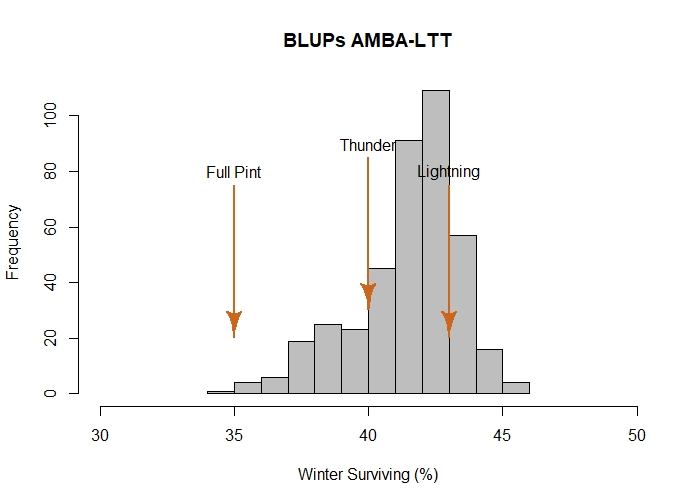 BLUPs AMBA-LTT
Frequency
100
80
60
40
20
0
Thunder
Full Pint
Lightning
30 35 40 45 50
Winter Surviving (%)